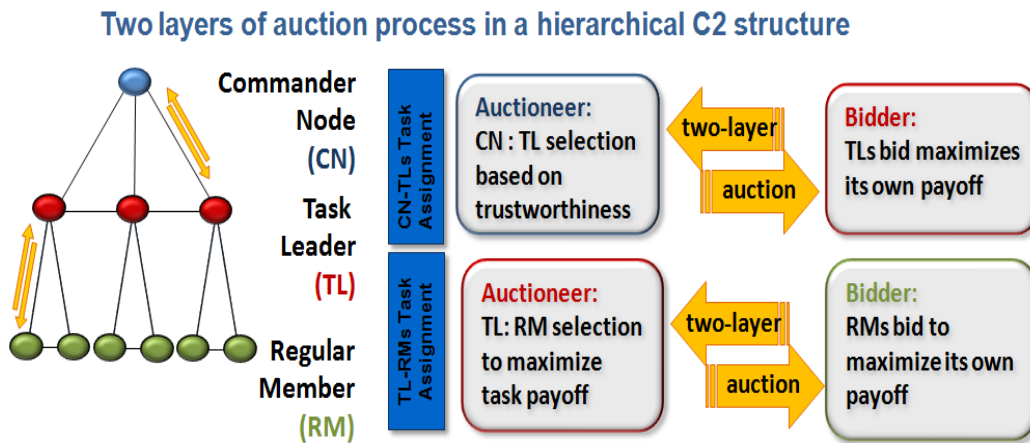 Two layers of auction process in a hierarchical C2 structure
Commander
Node
(CN)
Task
Leader
(TL)
Regular
Member
(RM)
CN-TLs Task
Assignment
Auctioneer:
CN : TL selection
based on
trustworthiness
two-layer
auction
Bidder:
TLs bid maximizes
its own payoff
TL-RMs Task
Assignment
Auctioneer:
TL: RM selection
to maximize
task payoff
two-layer
auction
Bidder:
RMs bid to
maximize its own
payoff